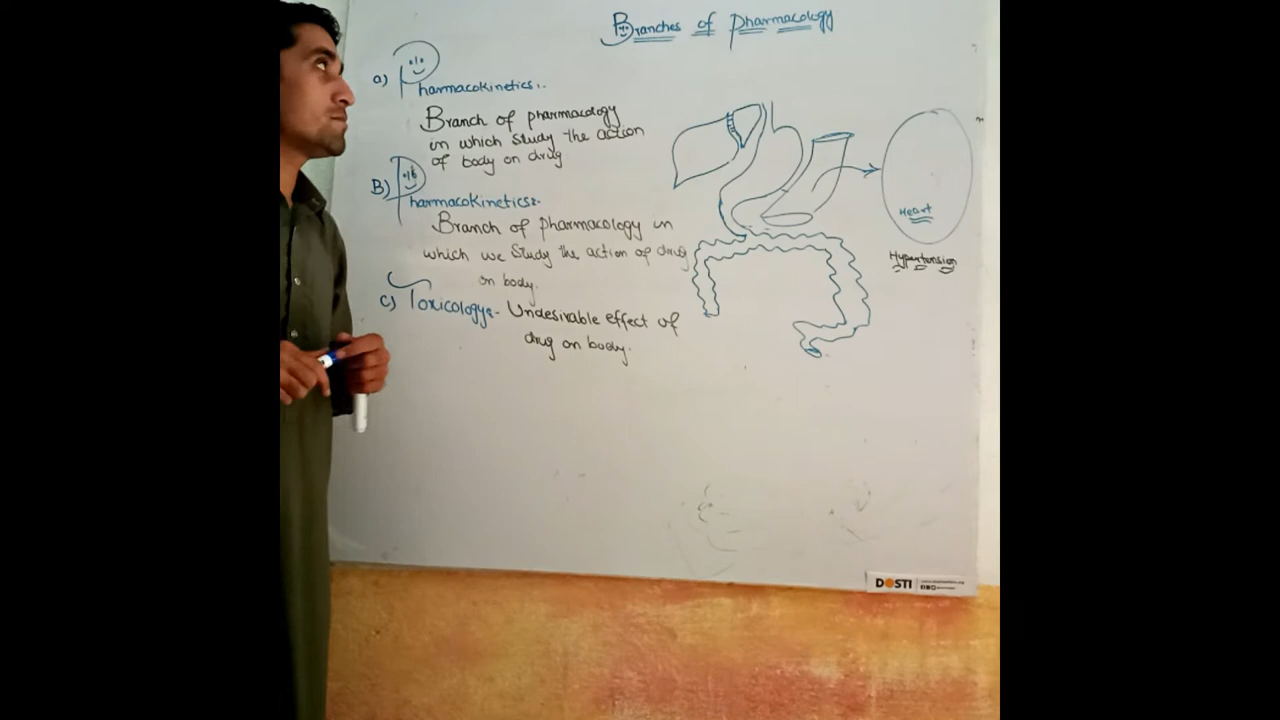 Branches of Pharmacology
a) Pharmacokinetics:.
Branch of pharmacology
in which study the action
of body on drug
B) Pharmacokinetics:-
Branch of pharmacology in
which we study the action of drug
on body.
c) Toxicology:- Undesirable effect of
drug on body.
Heart
Hypertension
DOSTI